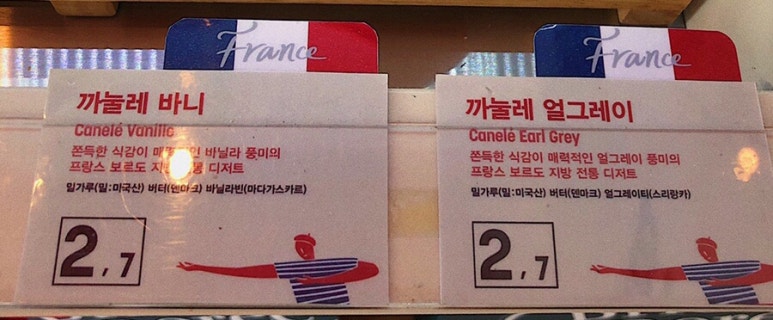 France
까눌레 바니
Canelé Vanille
쫀득한 식감이 매력적인 바닐라 풍미의
프랑스 보르도 지방 전통 디저트
밀가루(밀:미국산) 버터(덴마크) 바닐라빈(마다가스카르)
2,7
France
까눌레 얼그레이
Canelé Earl Grey
쫀득한 식감이 매력적인 얼그레이 풍미의
프랑스 보르도 지방 전통 디저트
밀가루(밀:미국산) 버터(덴마크) 얼그레이티(스리랑카)
2,7